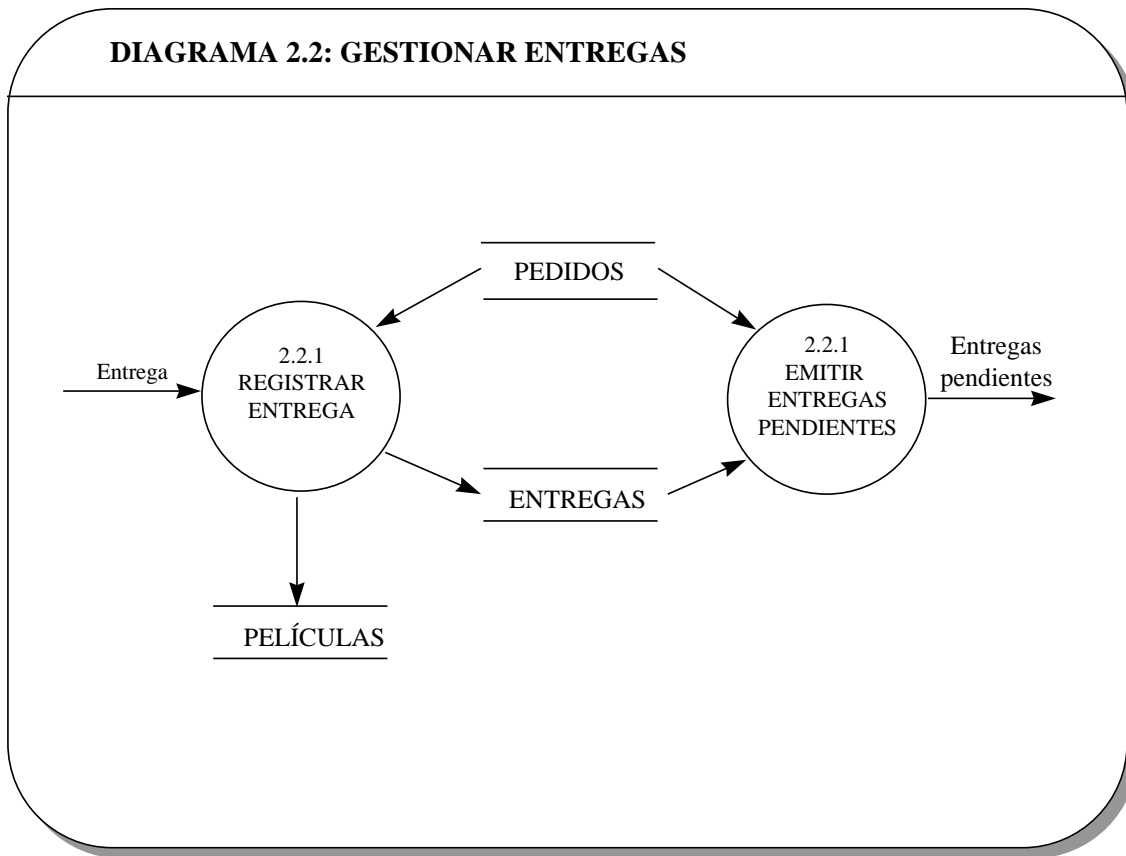 DIAGRAMA 2.2: GESTIONAR ENTREGAS
PEDIDOS
Entrega
2.2.1
REGISTRAR
ENTREGA
2.2.1
EMITIR
ENTREGAS
PENDIENTES
Entregas
pendientes
ENTREGAS
PELÍCULAS